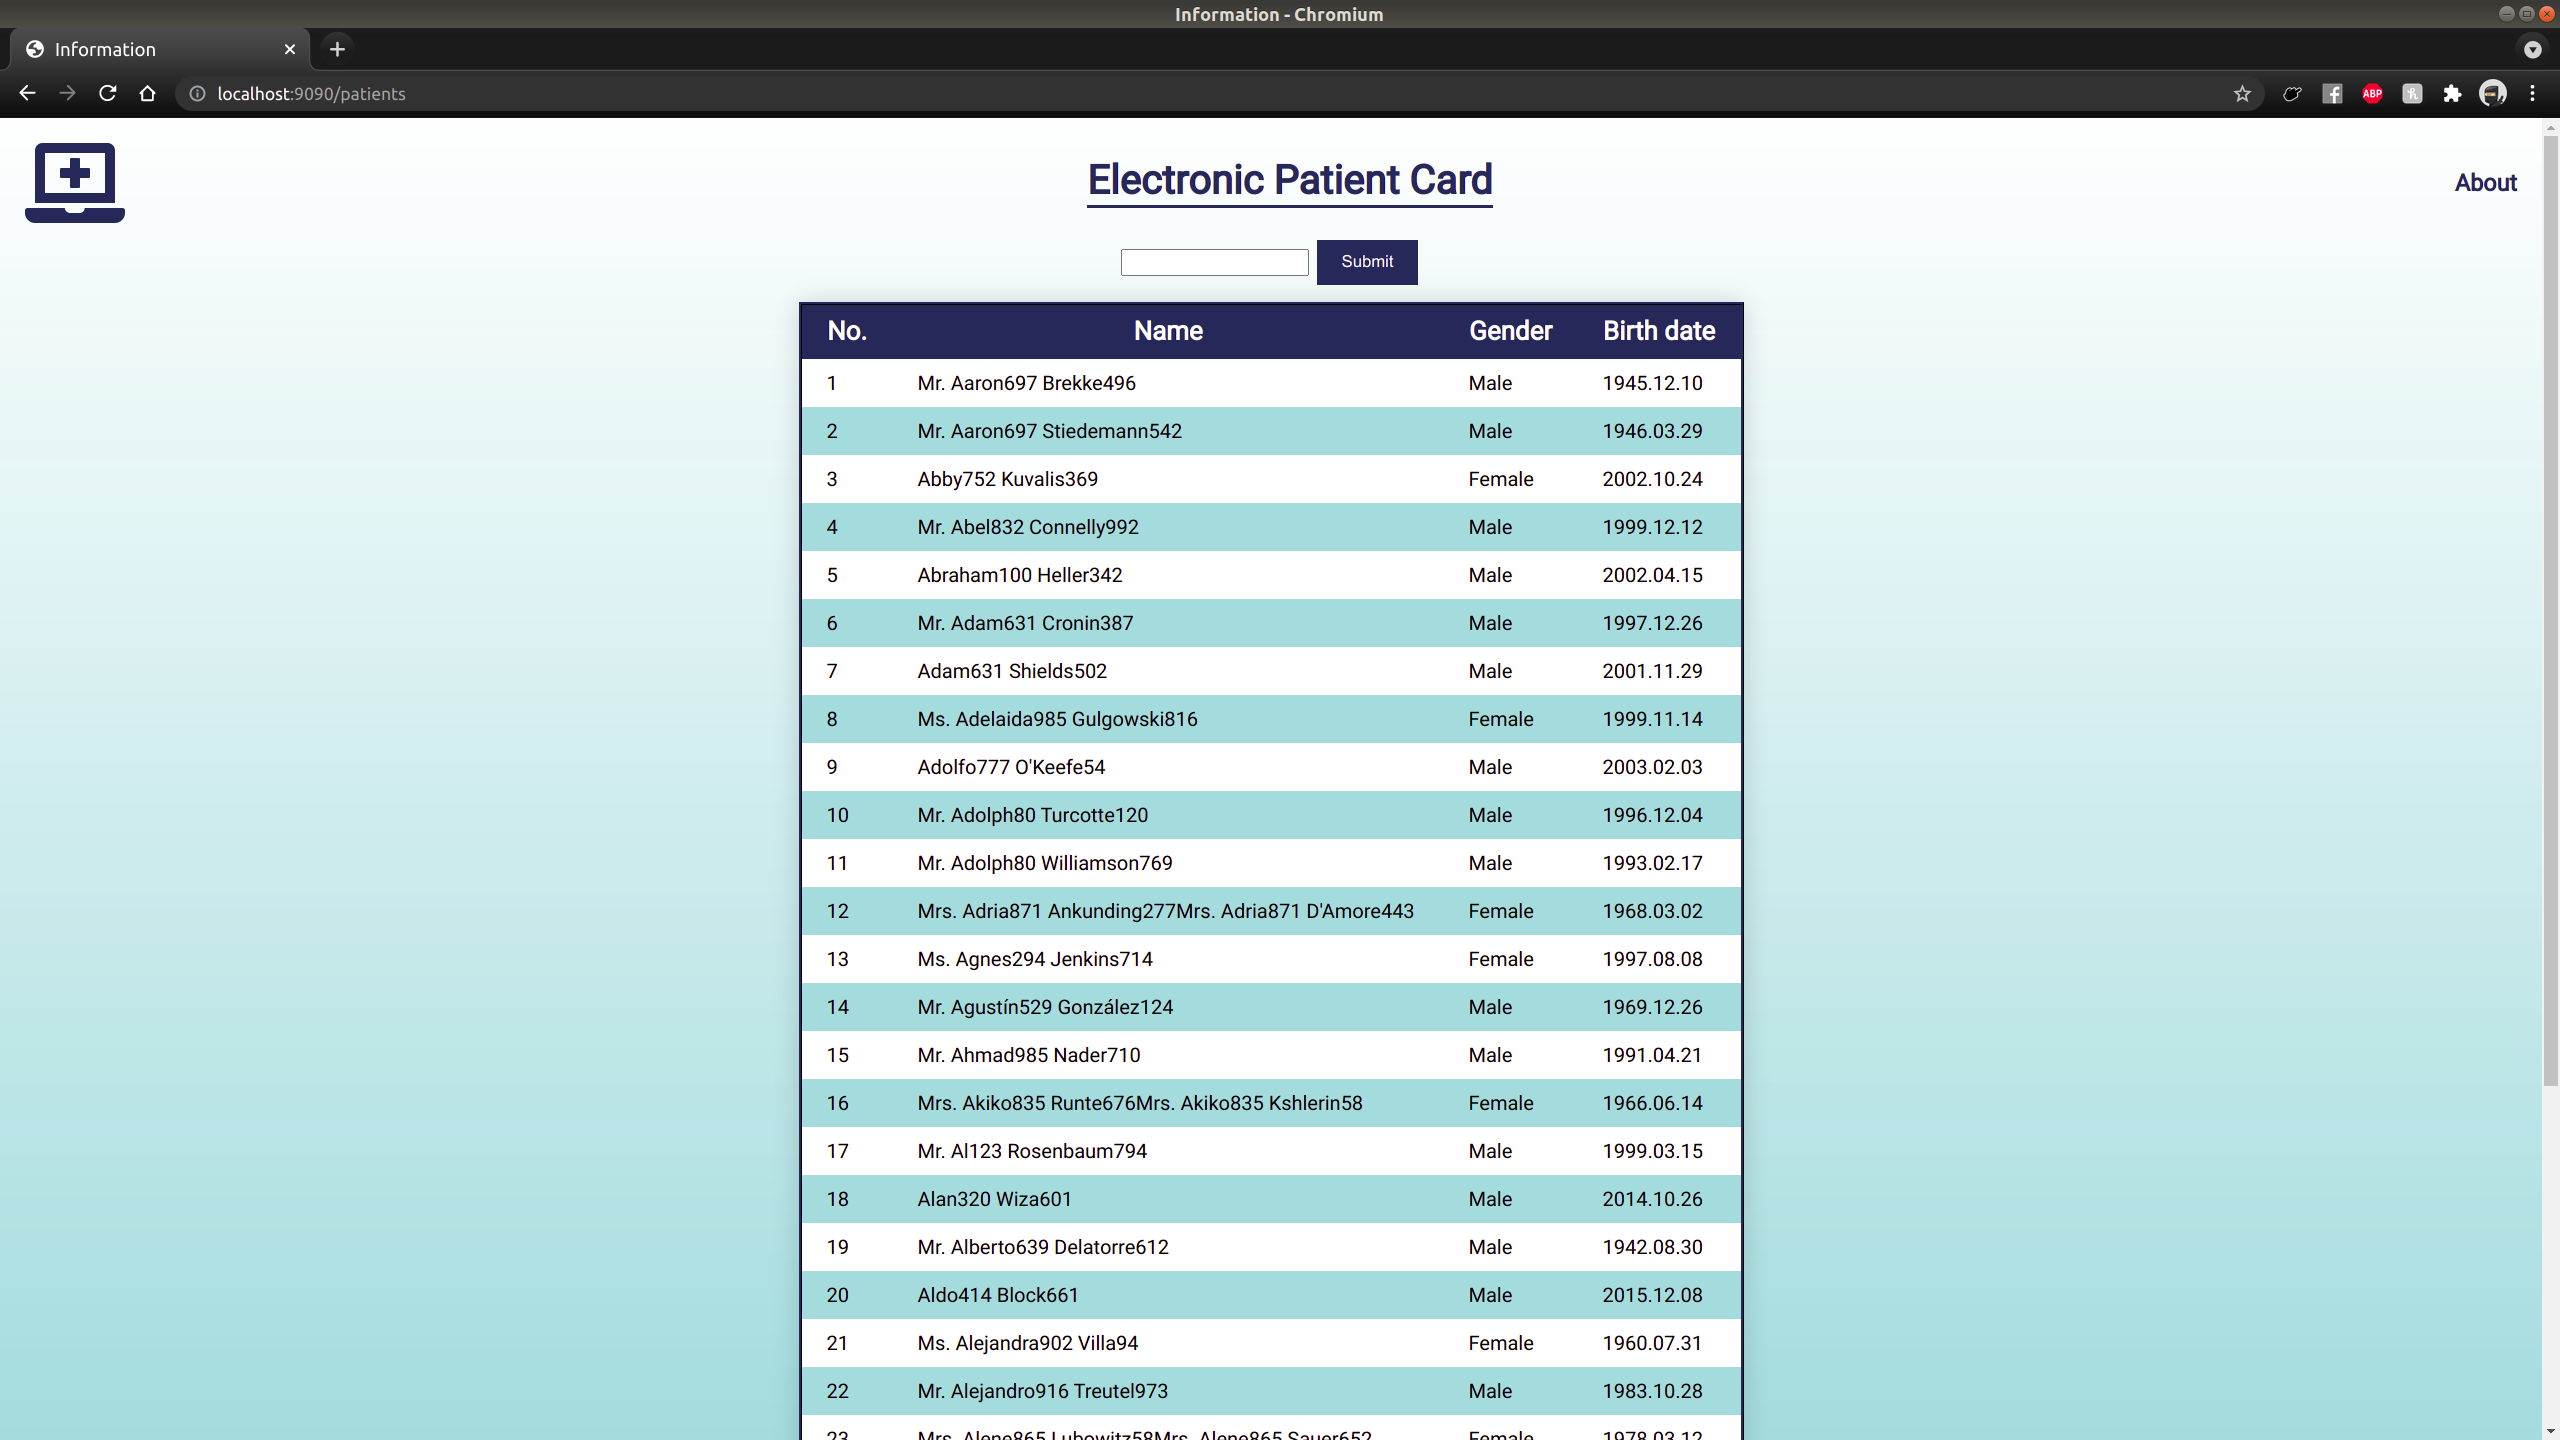 Information - Chromium
Information
localhost:9090/patients
ABP
Electronic Patient Card
About
Submit
No. Name Gender Birth date
1 Mr. Aaron697 Brekke496 Male 1945.12.10
2 Mr. Aaron697 Stiedemann542 Male 1946.03.29
3 Abby752 Kuvalis369 Female 2002.10.24
4 Mr. Abel832 Connelly992 Male 1999.12.12
5 Abraham100 Heller342 Male 2002.04.15
6 Mr. Adam631 Cronin387 Male 1997.12.26
7 Adam631 Shields502 Male 2001.11.29
8 Ms. Adelaida985 Gulgowski816 Female 1999.11.14
9 Adolfo777 O'Keefe54 Male 2003.02.03
10 Mr. Adolph80 Turcotte120 Male 1996.12.04
11 Mr. Adolph80 Williamson769 Male 1993.02.17
12 Mrs. Adria871 Ankunding277Mrs. Adria871 D'Amore443 Female 1968.03.02
13 Ms. Agnes294 Jenkins714 Female 1997.08.08
14 Mr. Agustín529 González124 Male 1969.12.26
15 Mr. Ahmad985 Nader710 Male 1991.04.21
16 Mrs. Akiko835 Runte676Mrs. Akiko835 Kshlerin58 Female 1966.06.14
17 Mr. Al123 Rosenbaum794 Male 1999.03.15
18 Alan320 Wiza601 Male 2014.10.26
19 Mr. Alberto639 Delatorre612 Male 1942.08.30
20 Aldo414 Block661 Male 2015.12.08
21 Ms. Alejandra902 Villa94 Female 1960.07.31
22 Mr. Alejandro916 Treutel973 Male 1983.10.28
23 Mrs. Alene865 Lubowitz58Mrs. Alene865 Sauer652 Female 1978.03.12